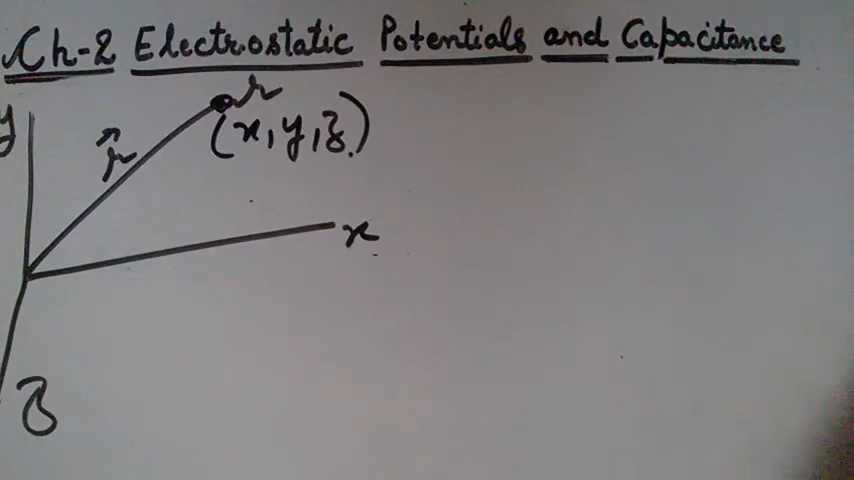 Ch-2 Electrostatic Potentials and Capacitance
y
r
r
(x, y, z)
x
z